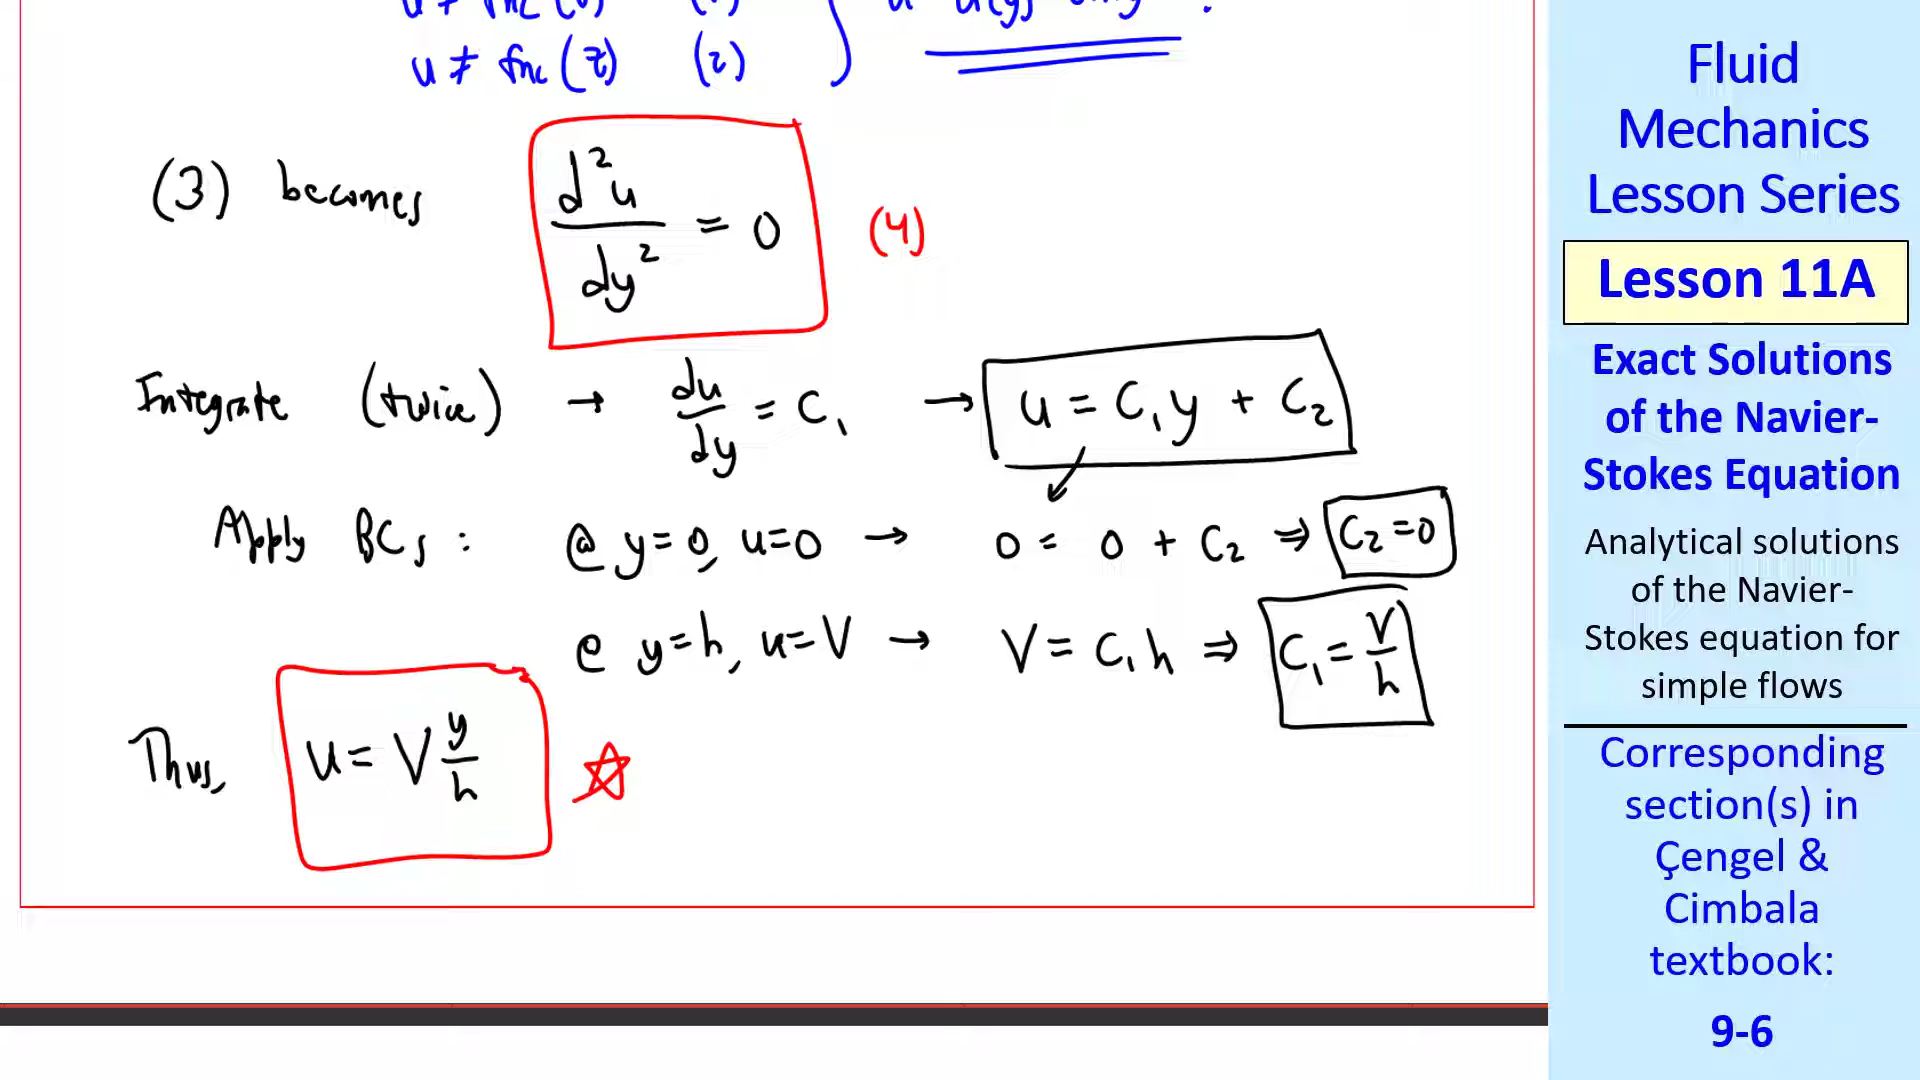 u ≠ fnc (z) (2)
(3) becomes d²u/dy² = 0 (4)
Integrate (twice) → du/dy = C₁ → u = C₁y + C₂
Apply BCs : @ y=0, u=0 → 0 = 0 + C₂ ⇒ C₂=0
@ y=h, u=V → V = C₁h ⇒ C₁ = V/h
Thus, u = V y/h
Fluid
Mechanics
Lesson Series
Lesson 11A
Exact Solutions
of the Navier-
Stokes Equation
Analytical solutions
of the Navier-
Stokes equation for
simple flows
Corresponding
section(s) in
Çengel &
Cimbala
textbook:
9-6